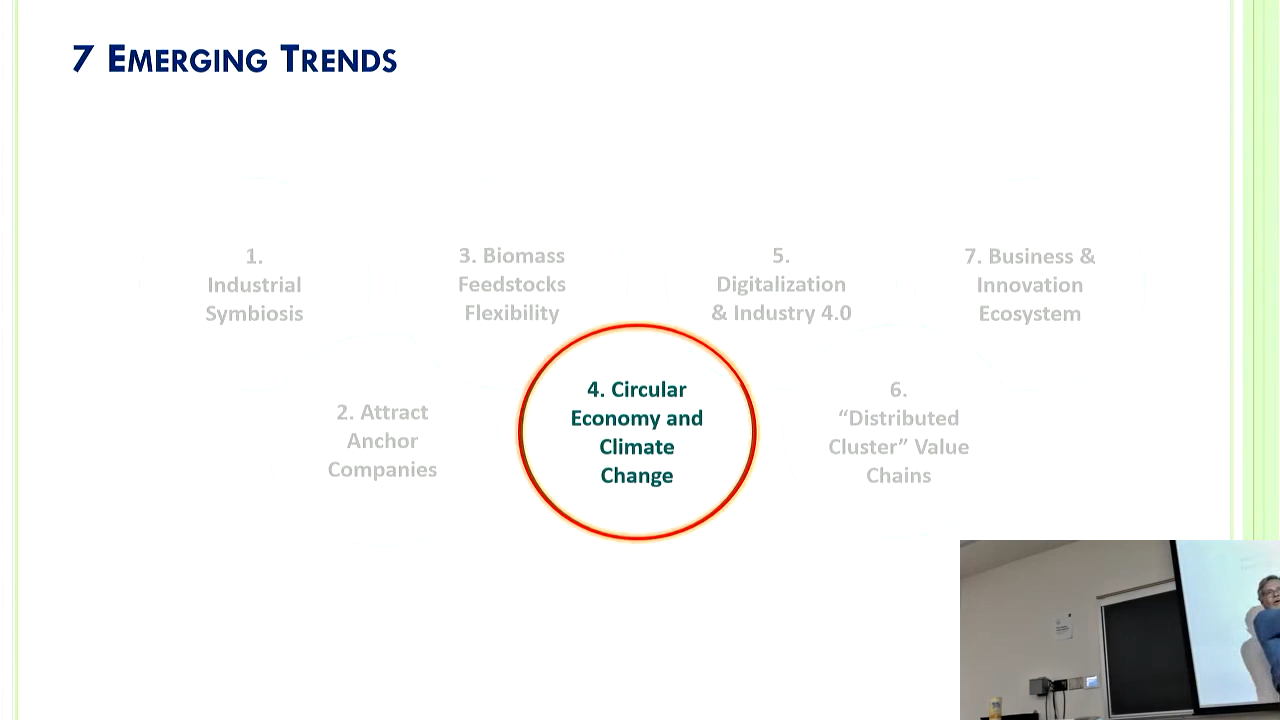 7 EMERGING TRENDS
1.
Industrial
Symbiosis
2. Attract
Anchor
Companies
3. Biomass
Feedstocks
Flexibility
4. Circular
Economy and
Climate
Change
5.
Digitalization
& Industry 4.0
6.
“Distributed
Cluster” Value
Chains
7. Business &
Innovation
Ecosystem